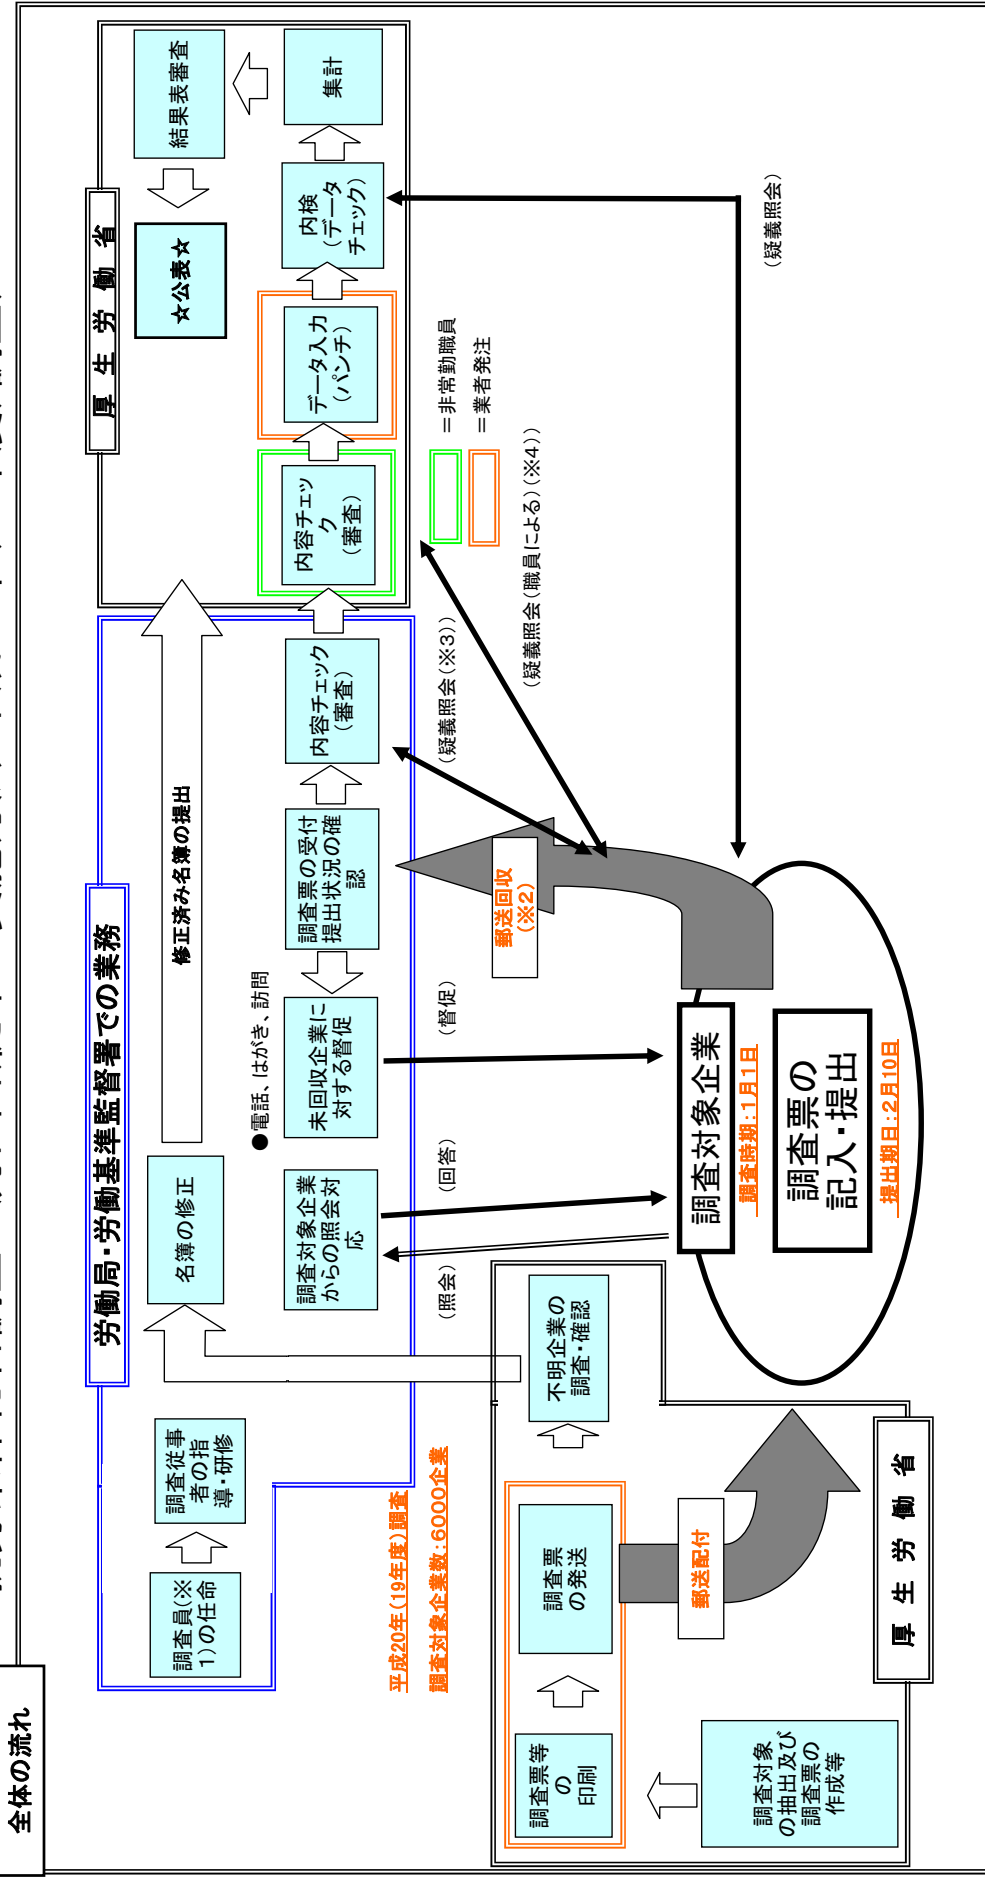 全体の流れ
労働局・労働基準監督署での業務
厚生労働省
調査員(※
1)の任命
調査従事
者の指
導・研修
名簿の修正
修正済み名簿の提出
☆公表☆
結果表審査
●電話、はがき、訪問
調査対象企業
からの照会対
応
未回収企業に
対する督促
調査票の受付
提出状況の確
認
内容チェック
(審査)
内容チェッ
ク
(審査)
データ入力
(パンチ)
内検
(データ
チェック)
集計
平成20年(19年度)調査
調査対象企業数:6000企業
(照会)
(回答)
(督促)
(疑義照会(※3))
=非常勤職員
=業者発注
(疑義照会(職員による)(※4))
(疑義照会)
郵送回収
(※2)
調査票等
の
印刷
調査票
の発送
不明企業の
調査・確認
調査対象
の抽出及び
調査票の
作成等
郵送配付
厚生労働省
調査対象企業
調査時期:1月1日
調査票の
記入・提出
提出期日:2月10日